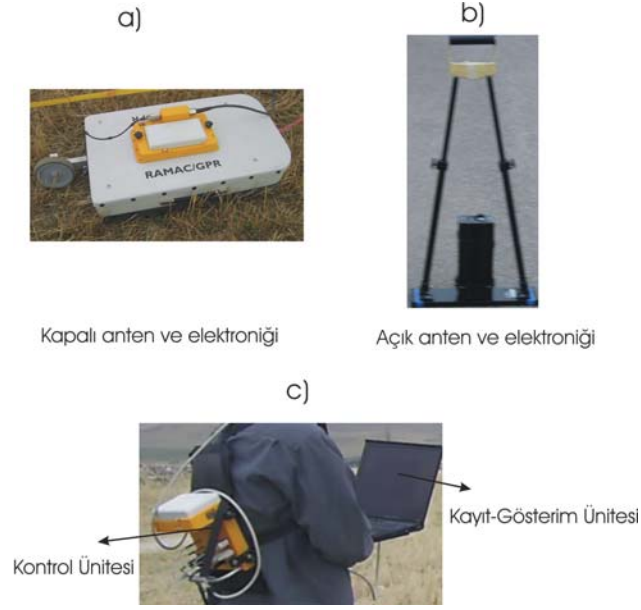 a)
b)
RAMAC/GPR
Kapalı anten ve elektroniği
Açık anten ve elektroniği
c)
Kayıt-Gösterim Ünitesi
Kontrol Ünitesi